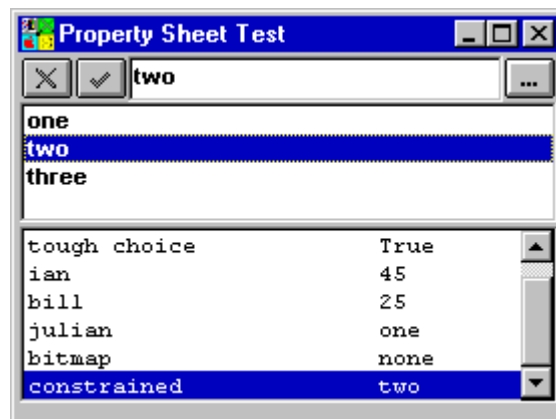 Property Sheet Test
two ...
one
two
three
tough choice True
ian 45
bill 25
julian one
bitmap none
constrained two